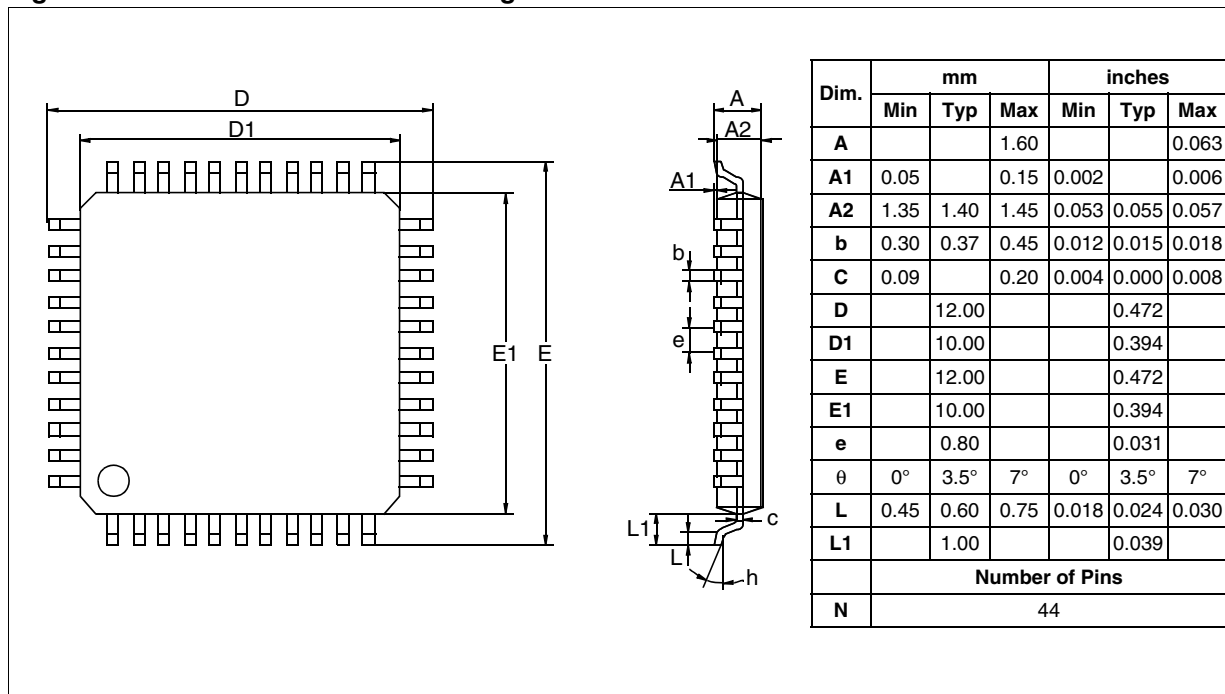 D
D1
A
A2
A1
b
e
E1
E
c
L1
L
h
Dim. mm inches
Min Typ Max Min Typ Max
A 1.60 0.063
A1 0.05 0.15 0.002 0.006
A2 1.35 1.40 1.45 0.053 0.055 0.057
b 0.30 0.37 0.45 0.012 0.015 0.018
C 0.09 0.20 0.004 0.000 0.008
D 12.00 0.472
D1 10.00 0.394
E 12.00 0.472
E1 10.00 0.394
e 0.80 0.031
θ 0° 3.5° 7° 0° 3.5° 7°
L 0.45 0.60 0.75 0.018 0.024 0.030
L1 1.00 0.039
Number of Pins
N 44